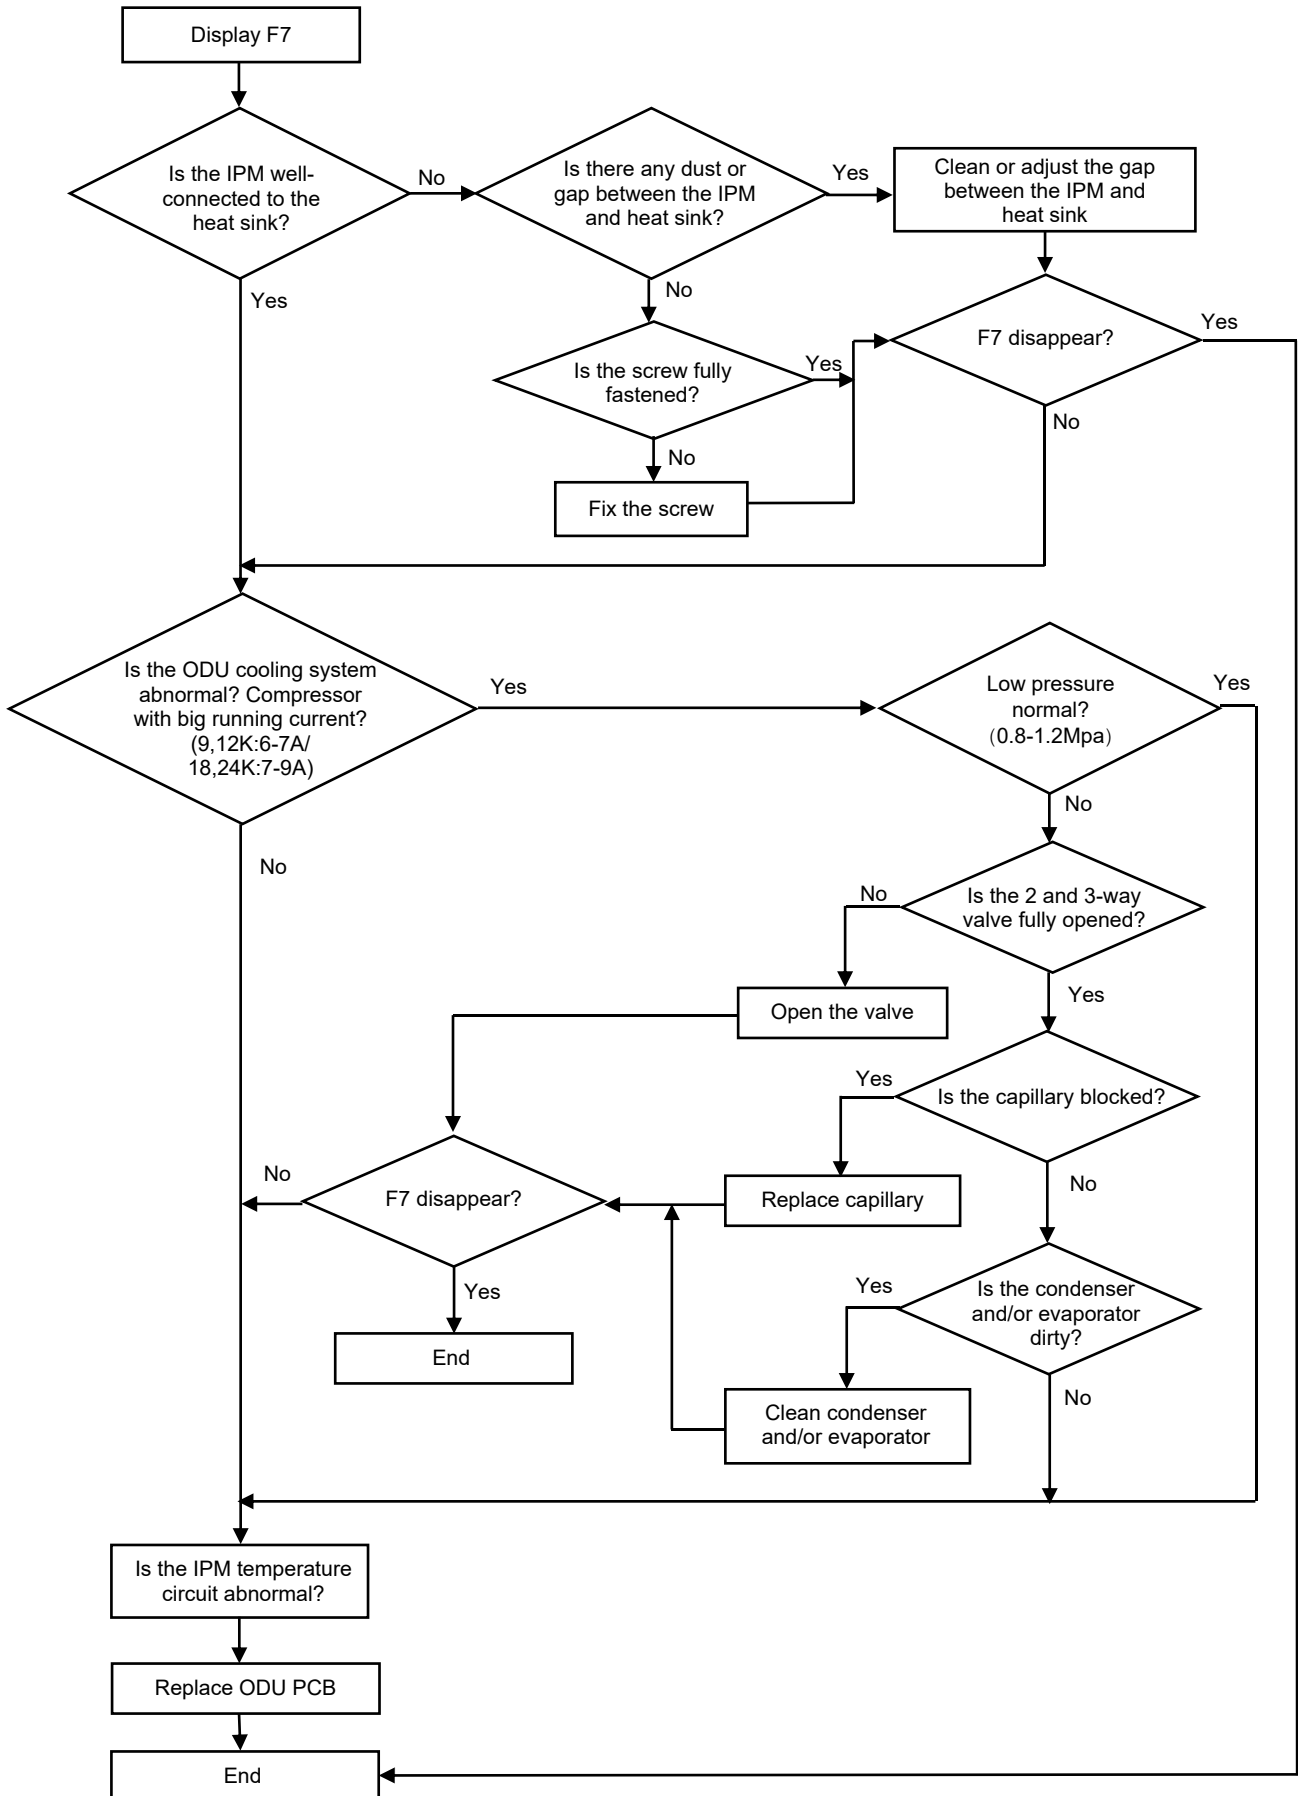 Display F7
Is the IPM well-
connected to the
heat sink?
No
Is there any dust or
gap between the IPM
and heat sink?
Yes
Clean or adjust the gap
between the IPM and
heat sink
Yes
No
Is the screw fully
fastened?
Yes
F7 disappear?
Yes
No
No
Fix the screw
Is the ODU cooling system
abnormal? Compressor
with big running current?
(9,12K:6-7A/
18,24K:7-9A)
Yes
Low pressure
normal?
(0.8-1.2Mpa)
Yes
No
No
Is the 2 and 3-way
valve fully opened?
No
Yes
Open the valve
Is the capillary blocked?
Yes
No
Replace capillary
F7 disappear?
No
Yes
End
Is the condenser
and/or evaporator
dirty?
Yes
No
Clean condenser
and/or evaporator
Is the IPM temperature
circuit abnormal?
Replace ODU PCB
End